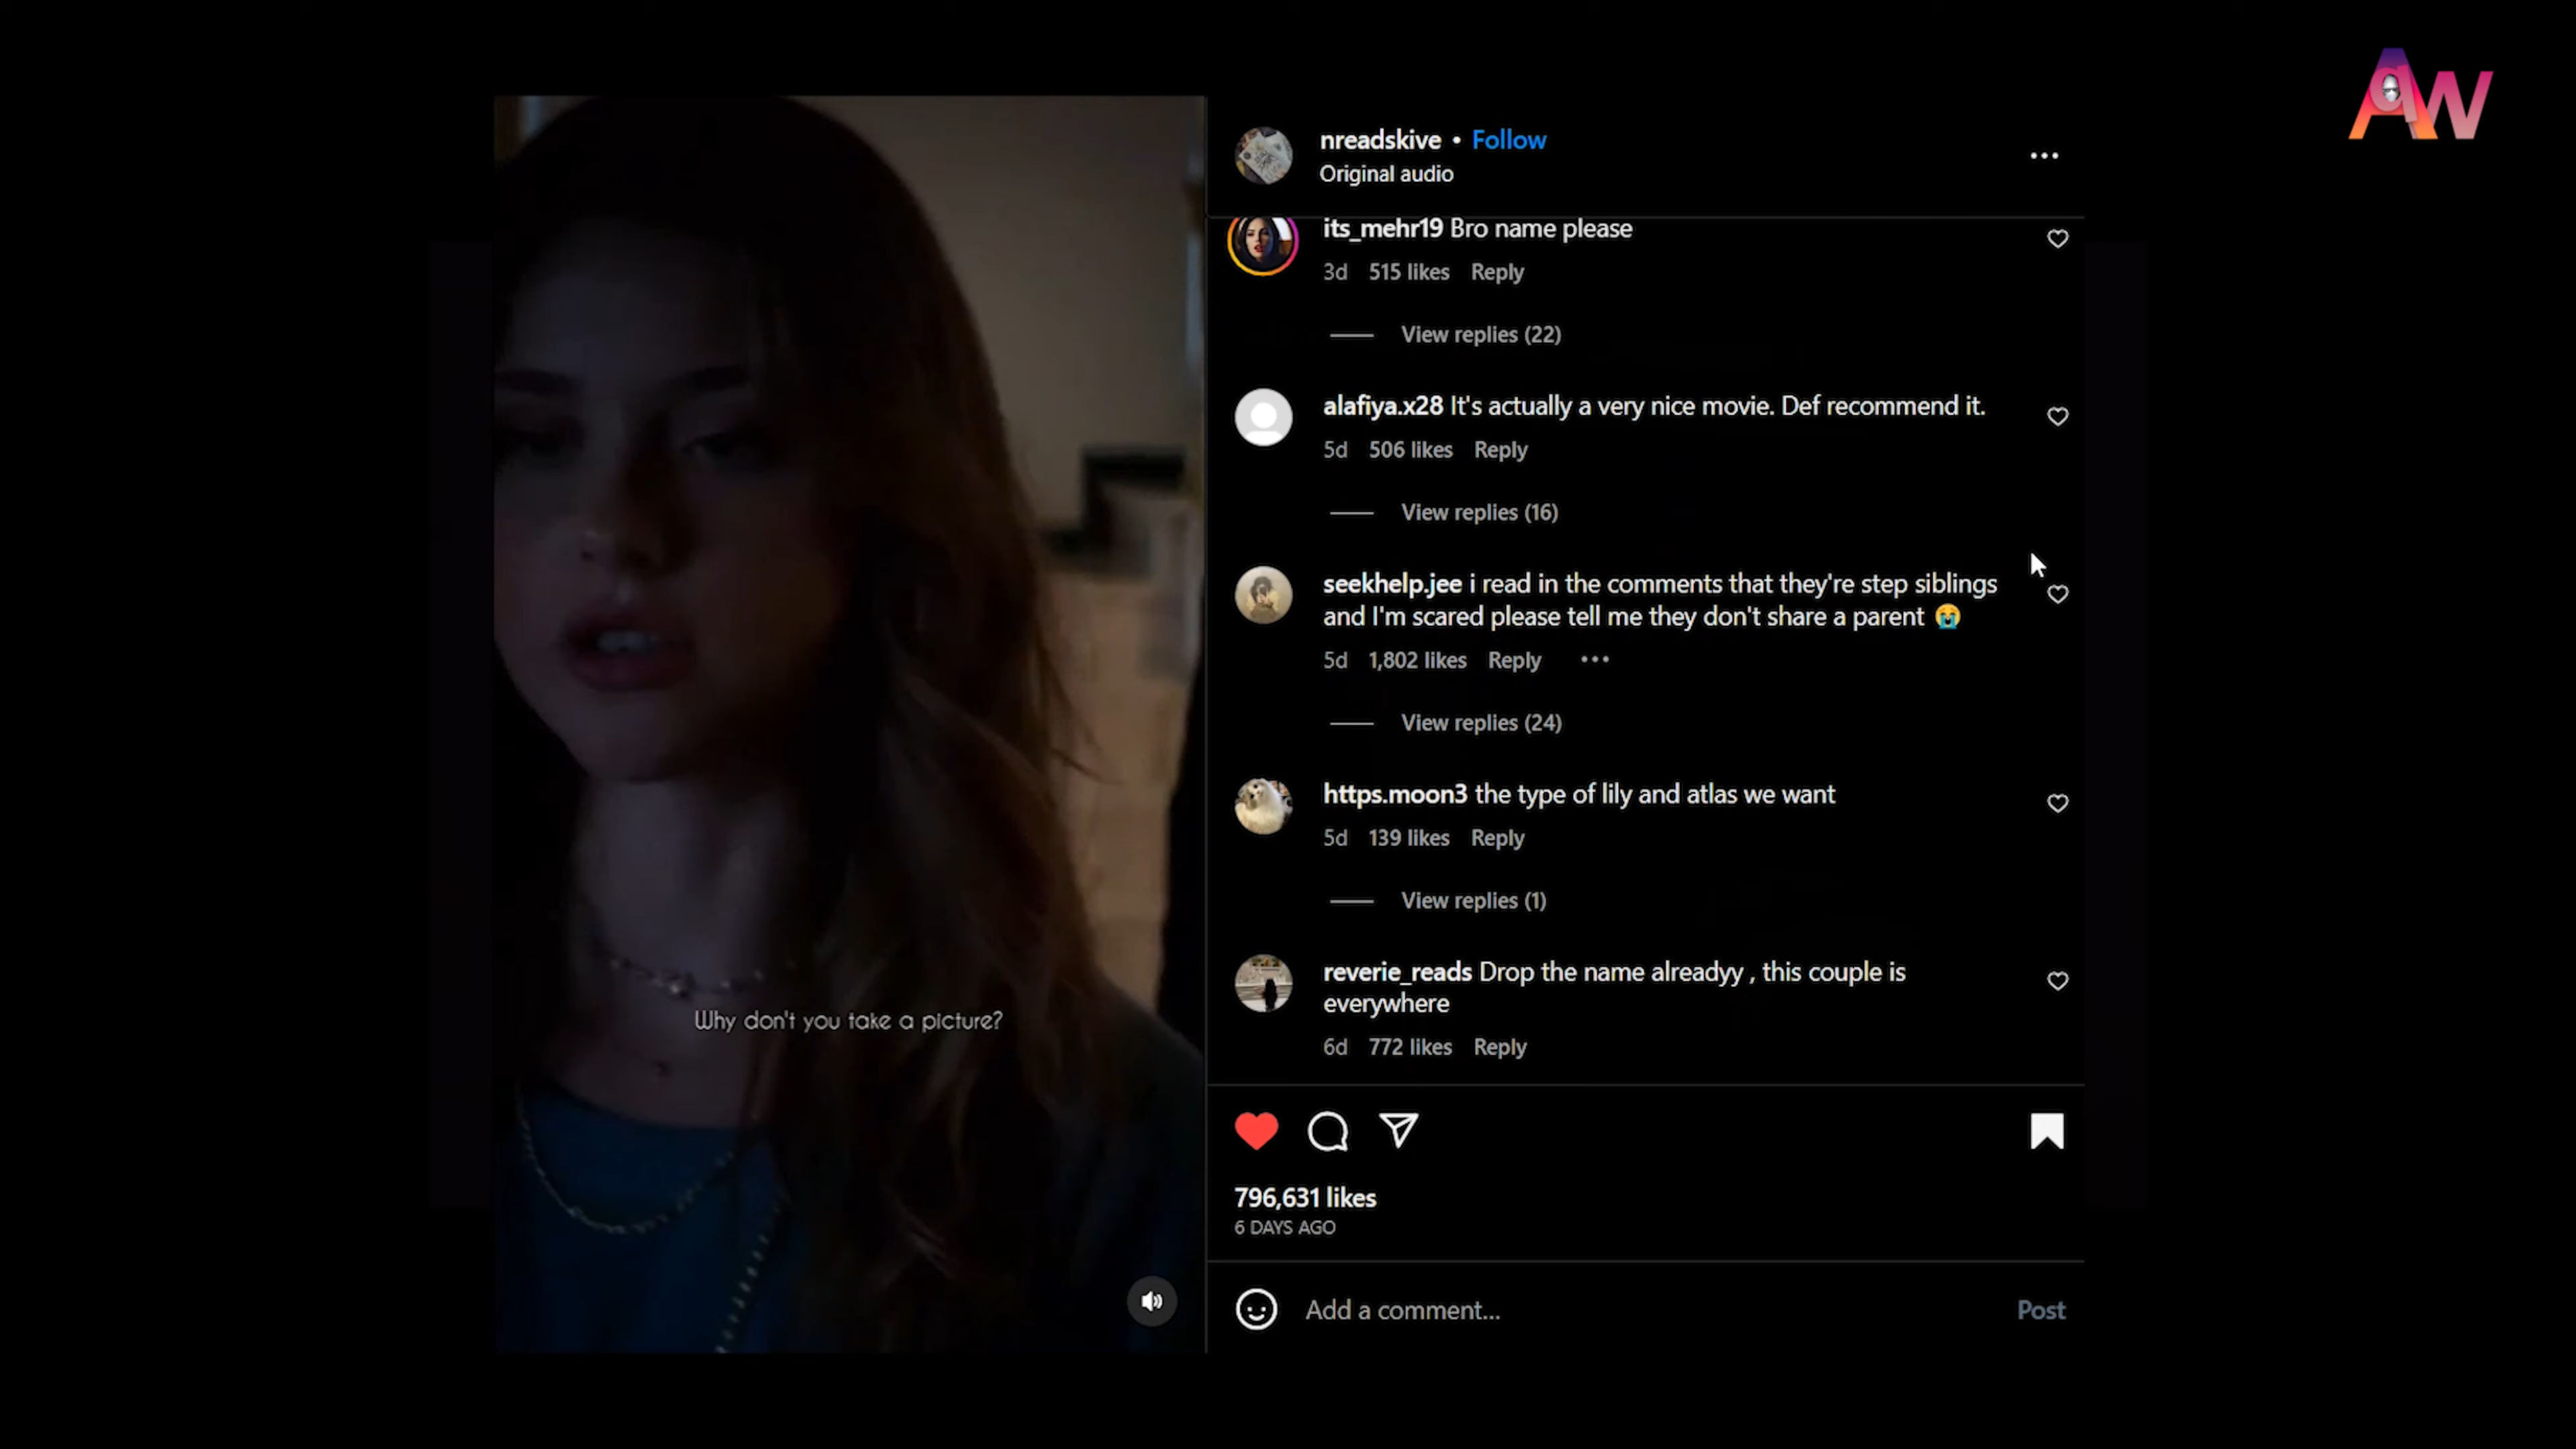 AqW
nreadskive • Follow
Original audio
its_mehr19 Bro name please
3d 515 likes Reply
View replies (22)
alafiya.x28 It's actually a very nice movie. Def recommend it.
5d 506 likes Reply
View replies (16)
seekhelp.jee i read in the comments that they're step siblings
and I'm scared please tell me they don't share a parent 😭
5d 1,802 likes Reply
View replies (24)
https.moon3 the type of lily and atlas we want
5d 139 likes Reply
View replies (1)
reverie_reads Drop the name alreadyy , this couple is
everywhere
6d 772 likes Reply
Why don't you take a picture?
796,631 likes
6 DAYS AGO
Add a comment...
Post